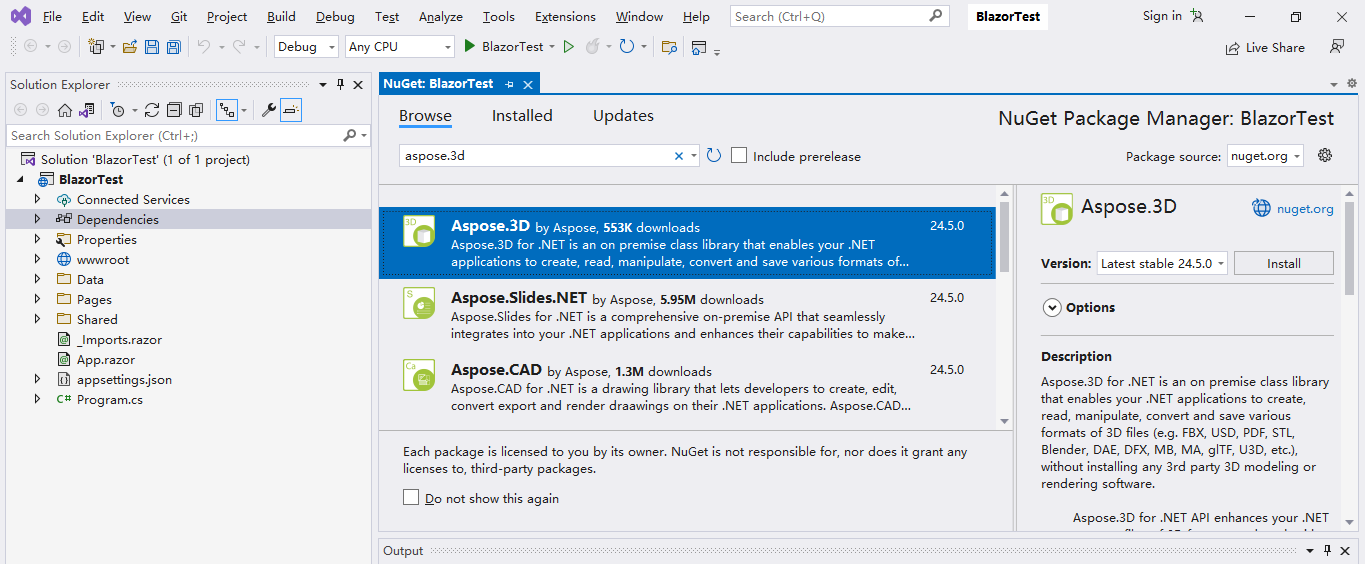 File Edit View Git Project Build Debug Test Analyze Tools Extensions Window Help Search (Ctrl+Q) BlazorTest Sign in
Debug Any CPU BlazorTest Live Share
Solution Explorer
Search Solution Explorer (Ctrl+;)
Solution 'BlazorTest' (1 of 1 project)
BlazorTest
Connected Services
Dependencies
Properties
wwwroot
Data
Pages
Shared
_Imports.razor
App.razor
appsettings.json
C# Program.cs
NuGet: BlazorTest
Browse Installed Updates
NuGet Package Manager: BlazorTest
aspose.3d Include prerelease
Package source: nuget.org
3D
Aspose.3D by Aspose, 553K downloads 24.5.0
Aspose.3D for .NET is an on premise class library that enables your .NET
applications to create, read, manipulate, convert and save various formats of...
S
Aspose.Slides.NET by Aspose, 5.95M downloads 24.5.0
Aspose.Slides for .NET is a comprehensive on-premise API that seamlessly
integrates into your .NET applications and enhances their capabilities to make...
Ca
Aspose.CAD by Aspose, 1.3M downloads 24.5.0
Aspose.CAD for .NET is a drawing library that lets developers to create, edit,
convert export and render draawings on their .NET applications. Aspose.CAD...
Each package is licensed to you by its owner. NuGet is not responsible for, nor does it grant any
licenses to, third-party packages.
Do not show this again
3D
Aspose.3D nuget.org
Version: Latest stable 24.5.0 Install
Options
Description
Aspose.3D for .NET is an on premise class library
that enables your .NET applications to create,
read, manipulate, convert and save various
formats of 3D files (e.g. FBX, USD, PDF, STL,
Blender, DAE, DFX, MB, MA, glTF, U3D, etc.),
without installing any 3rd party 3D modeling or
rendering software.
Aspose.3D for .NET API enhances your .NET
Output